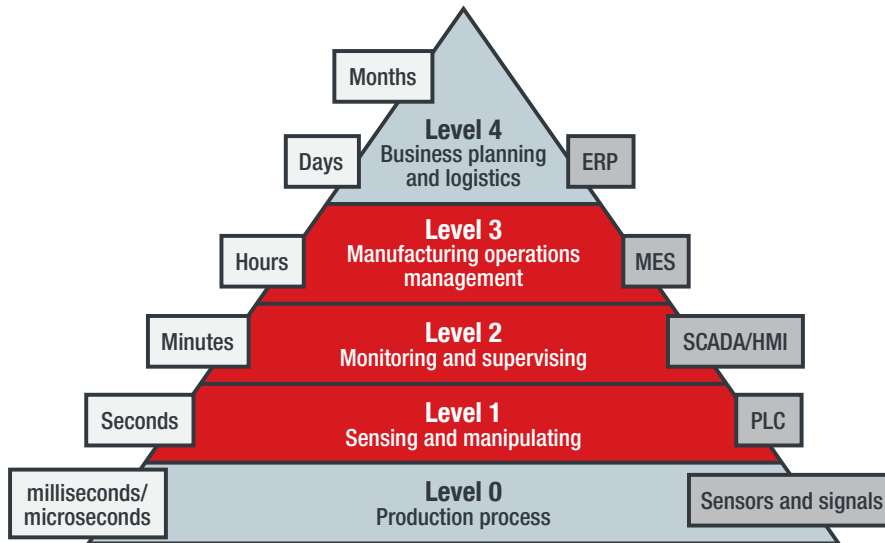 Months
Level 4
Business planning
and logistics
Days
ERP
Level 3
Manufacturing operations
management
Hours
MES
Level 2
Monitoring and supervising
Minutes
SCADA/HMI
Level 1
Sensing and manipulating
Seconds
PLC
milliseconds/
microseconds
Level 0
Production process
Sensors and signals